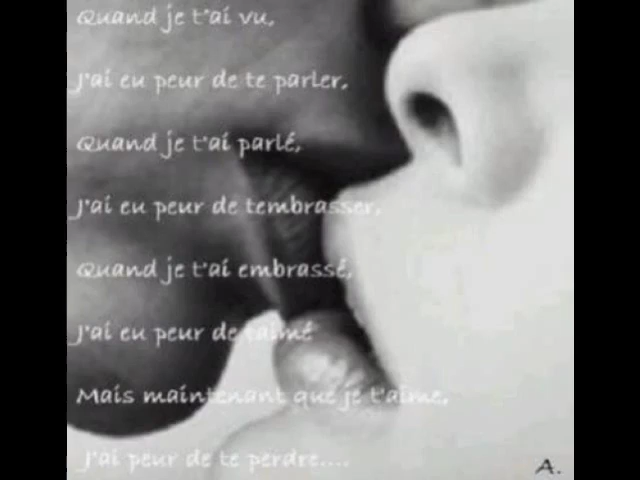 Quand je t'ai vu,
J'ai eu peur de te parler,
Quand je t'ai parlé,
J'ai eu peur de tembrasser,
Quand je t'ai embrassé,
J'ai eu peur de taimé
Mais maintenant que je t'aime,
J'ai peur de te perdre....
A.